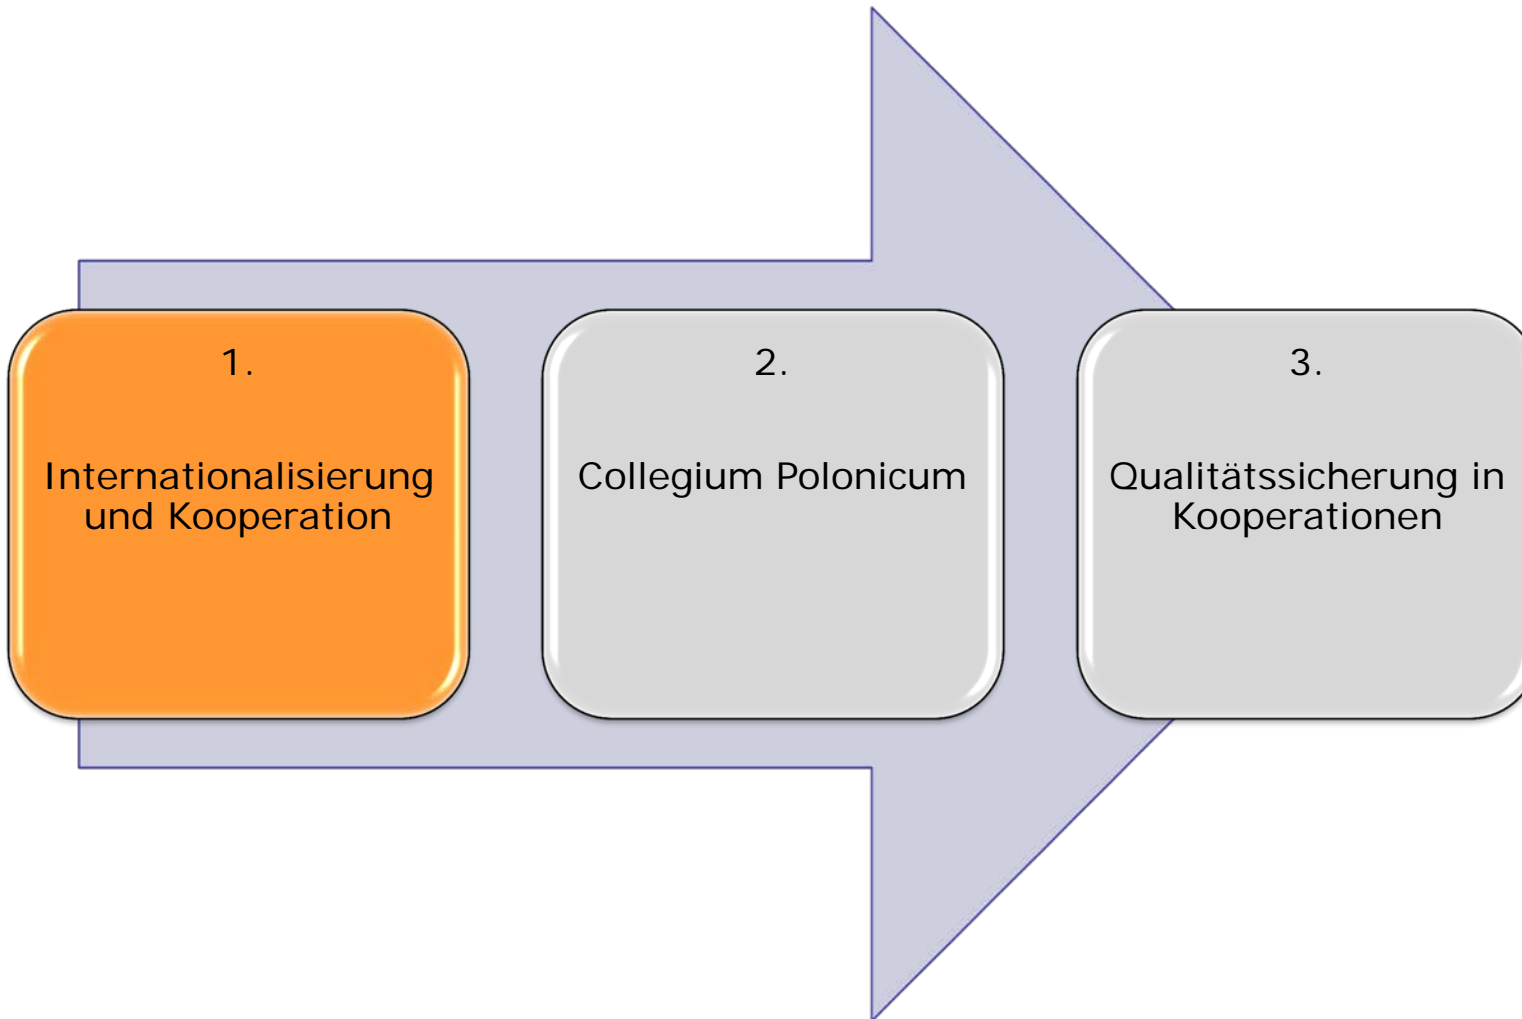 1.
Internationalisierung
und Kooperation
2.
Collegium Polonicum
3.
Qualitätssicherung in
Kooperationen